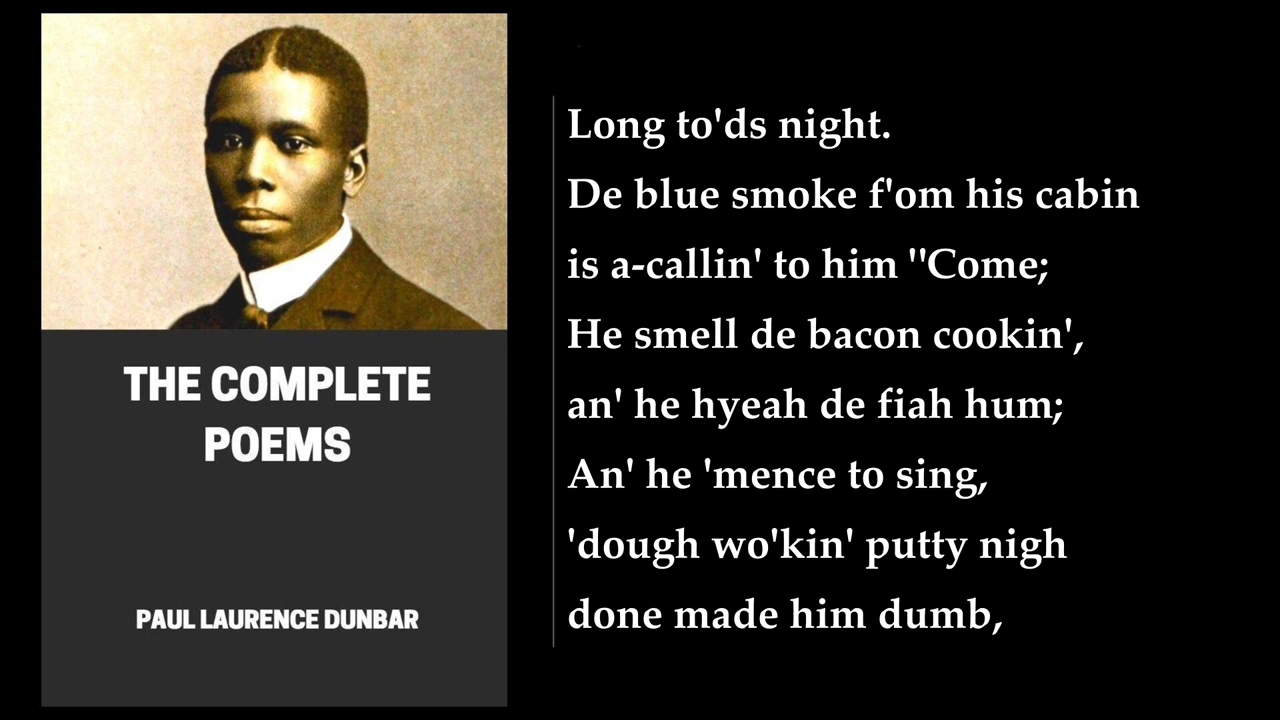 THE COMPLETE
POEMS
PAUL LAURENCE DUNBAR
Long to'ds night.
De blue smoke f'om his cabin
is a-callin' to him "Come;
He smell de bacon cookin',
an' he hyeah de fiah hum;
An' he 'mence to sing,
'dough wo'kin' putty nigh
done made him dumb,